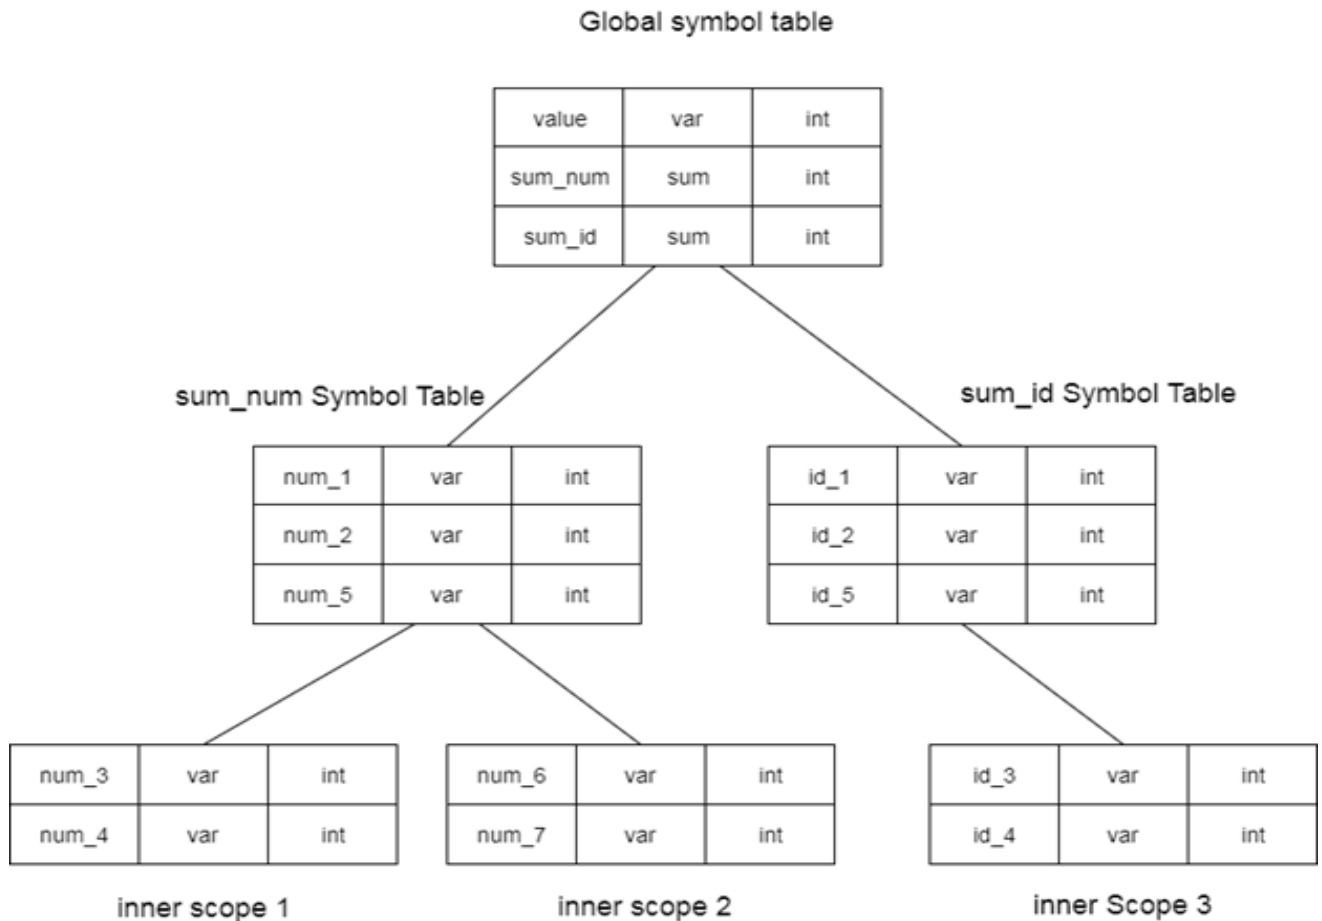 Global symbol table
value var int
sum_num sum int
sum_id sum int
sum_num Symbol Table
num_1 var int
num_2 var int
num_5 var int
sum_id Symbol Table
id_1 var int
id_2 var int
id_5 var int
num_3 var int
num_4 var int
inner scope 1
num_6 var int
num_7 var int
inner scope 2
id_3 var int
id_4 var int
inner Scope 3